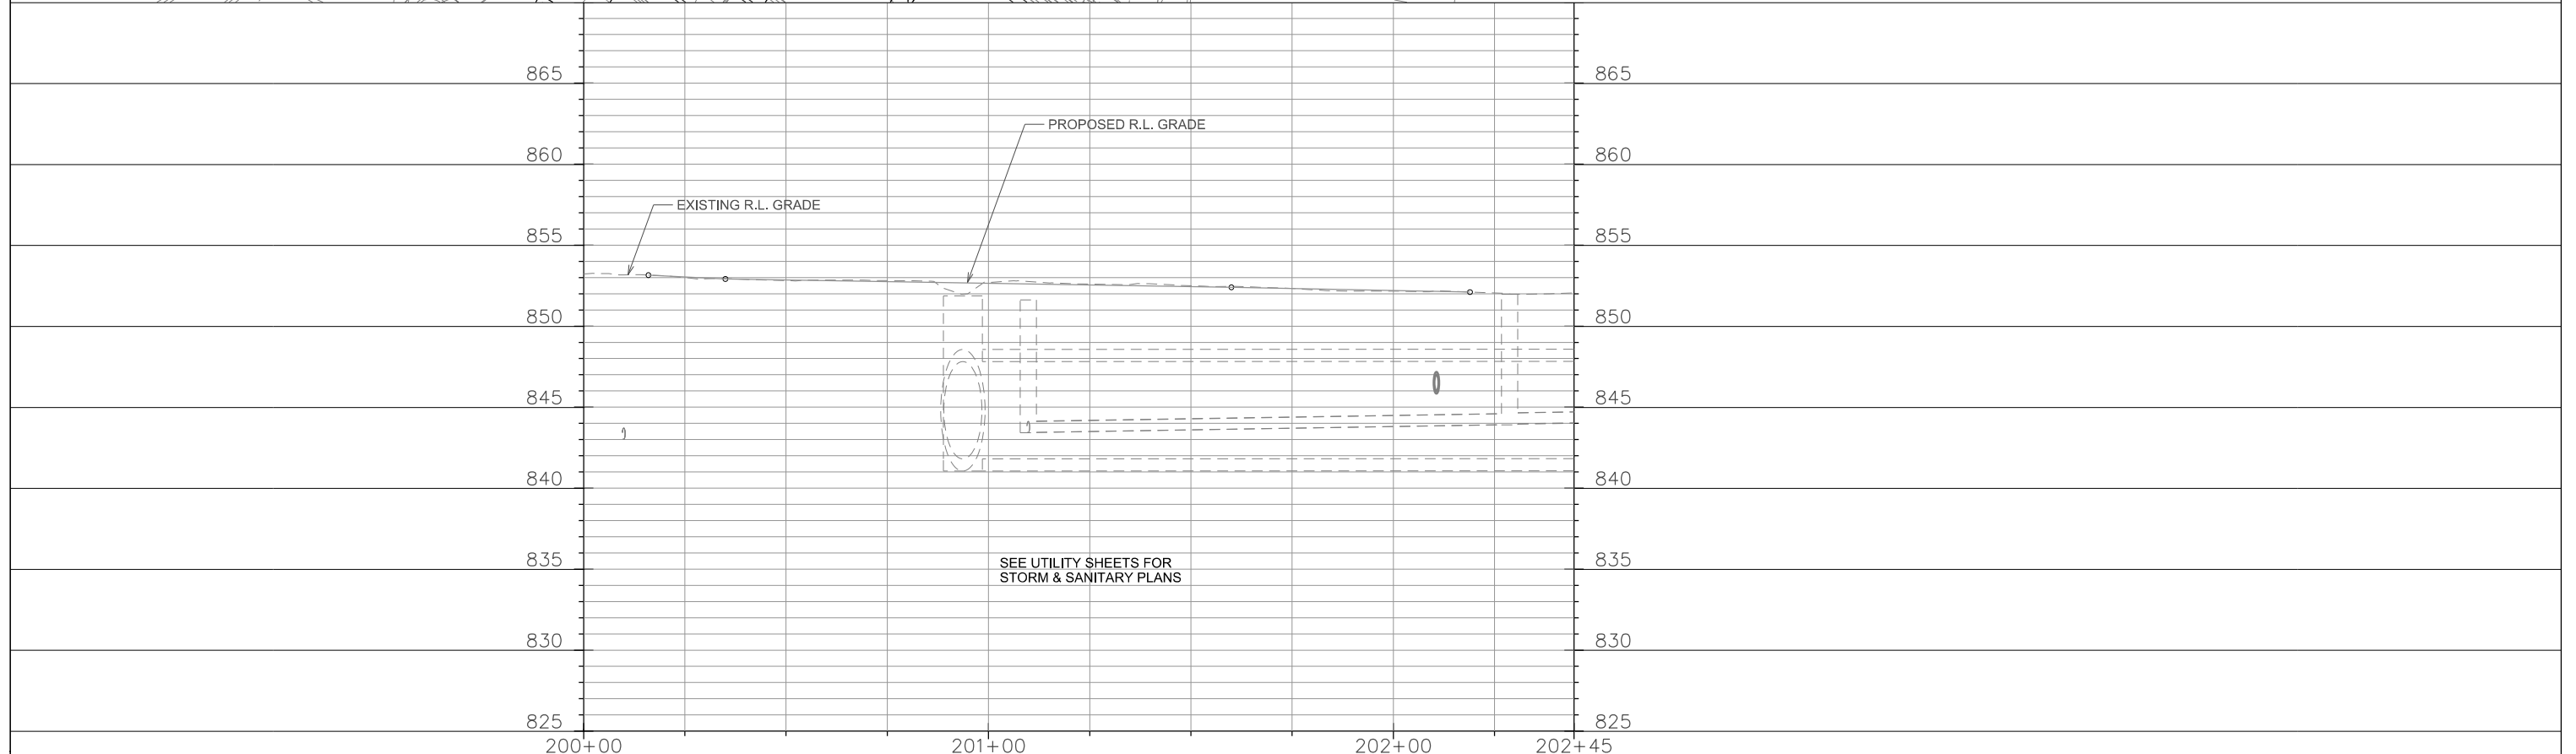 865 865
PROPOSED R.L. GRADE
860 860
EXISTING R.L. GRADE
855 855
850 850
845 845
840 840
835 835
SEE UTILITY SHEETS FOR
STORM & SANITARY PLANS
830 830
825 825
200+00 201+00 202+00 202+45